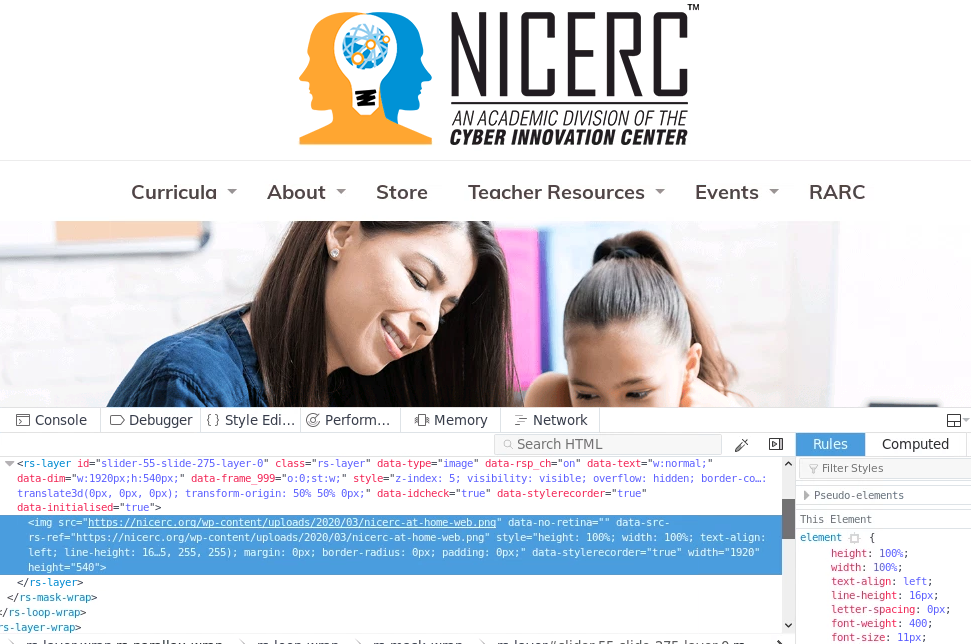 NICERC™
AN ACADEMIC DIVISION OF THE
CYBER INNOVATION CENTER
Curricula About Store Teacher Resources Events RARC
Console Debugger Style Edi… Perform… Memory Network
Search HTML Rules Computed
<rs-layer id="slider-55-slide-275-layer-0" class="rs-layer" data-type="image" data-rsp_ch="on" data-text="w:normal;"
data-dim="w:1920px;h:540px;" data-frame_999="o:0;st:w;" style="z-index: 5; visibility: visible; overflow: hidden; border-co…:
translate3d(0px, 0px, 0px); transform-origin: 50% 50% 0px;" data-idcheck="true" data-stylerecorder="true"
data-initialised="true">
<img src="https://nicerc.org/wp-content/uploads/2020/03/nicerc-at-home-web.png" data-no-retina="" data-src-
rs-ref="https://nicerc.org/wp-content/uploads/2020/03/nicerc-at-home-web.png" style="height: 100%; width: 100%; text-align:
left; line-height: 16…5, 255, 255); margin: 0px; border-radius: 0px; padding: 0px;" data-stylerecorder="true" width="1920"
height="540">
</rs-layer>
</rs-mask-wrap>
</rs-loop-wrap>
rs-layer-wrap>
Filter Styles
Pseudo-elements
This Element
element {
height: 100%;
width: 100%;
text-align: left;
line-height: 16px;
letter-spacing: 0px;
font-weight: 400;
font-size: 11px;